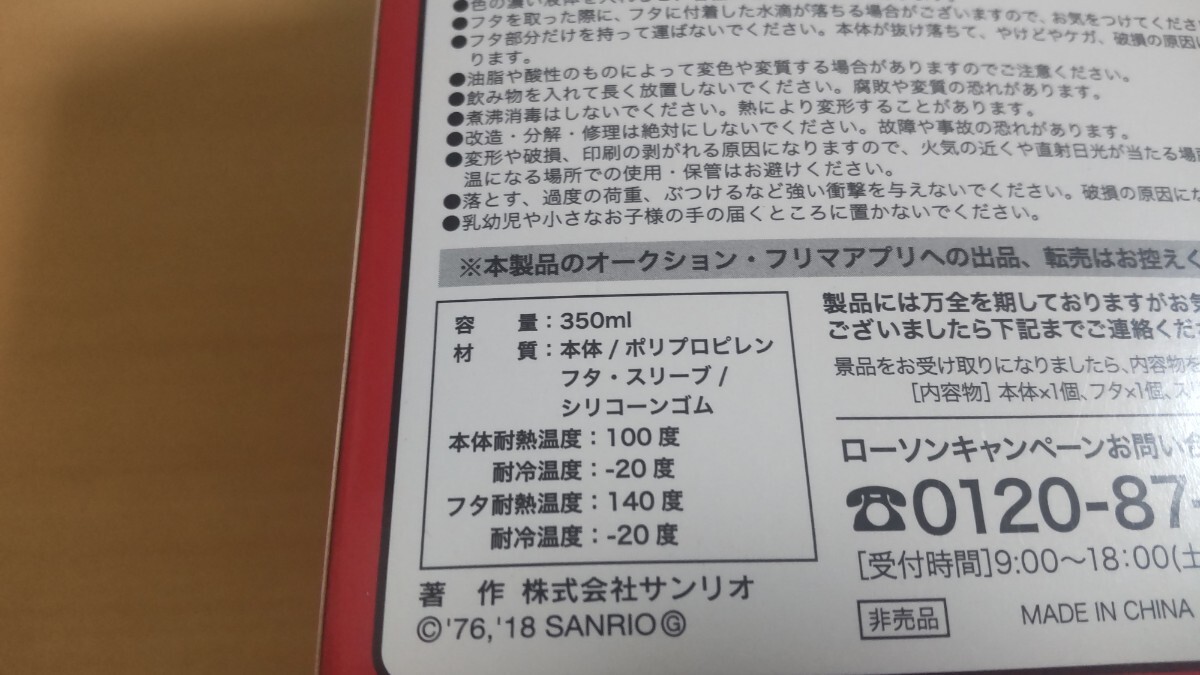 ●フタを取った際に、フタに付着した水滴が落ちる場合がございますので、お気をつけてくださ
●フタ部分だけを持って運ばないでください。本体が抜け落ちて、やけどやケガ、破損の原因に
ります。
●油脂や酸性のものによって変色や変質する場合がありますのでご注意ください。
●飲み物を入れて長く放置しないでください。腐敗や変質の恐れがあります。
●煮沸消毒はしないでください。熱により変形することがあります。
●改造・分解・修理は絶対にしないでください。故障や事故の恐れがあります。
●変形や破損、印刷の剥がれる原因になりますので、火気の近くや直射日光が当たる場所
温になる場所での使用・保管はお避けください。
●落とす、過度の荷重、ぶつけるなど強い衝撃を与えないでください。破損の原因にな
●乳幼児や小さなお子様の手の届くところに置かないでください。
※本製品のオークション・フリマアプリへの出品、転売はお控えく
容 量：350ml
材 質：本体 / ポリプロピレン
フタ・スリーブ /
シリコーンゴム
本体耐熱温度：100 度
耐冷温度：-20 度
フタ耐熱温度：140 度
耐冷温度：-20 度
著 作 株式会社サンリオ
©'76,'18 SANRIO Ⓖ
製品には万全を期しておりますがお気
ございましたら下記までご連絡くだ
景品をお受け取りになりましたら、内容物を
［内容物］本体×1個、フタ×1個、ス
ローソンキャンペーンお問い合
☎0120-87-
[受付時間]9:00～18:00(土
非売品
MADE IN CHINA